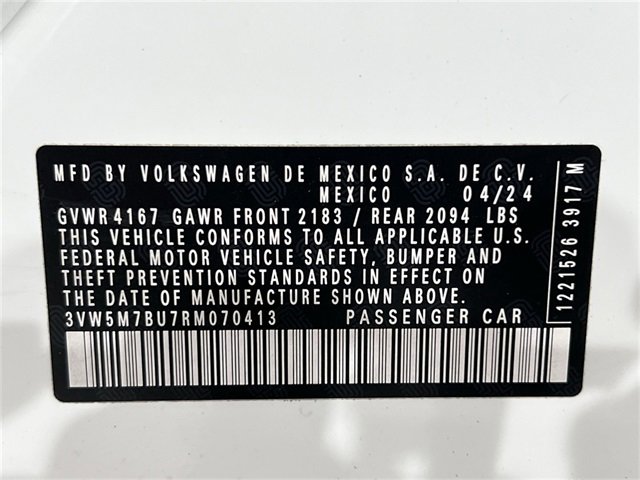 MFD BY VOLKSWAGEN DE MEXICO S.A. DE C.V.
MEXICO 04/24
GVWR 4167 GAWR FRONT 2183 / REAR 2094 LBS
THIS VEHICLE CONFORMS TO ALL APPLICABLE U.S.
FEDERAL MOTOR VEHICLE SAFETY, BUMPER AND
THEFT PREVENTION STANDARDS IN EFFECT ON
THE DATE OF MANUFACTURE SHOWN ABOVE.
3VW5M7BU7RM070413 PASSENGER CAR
1221526 3917 M